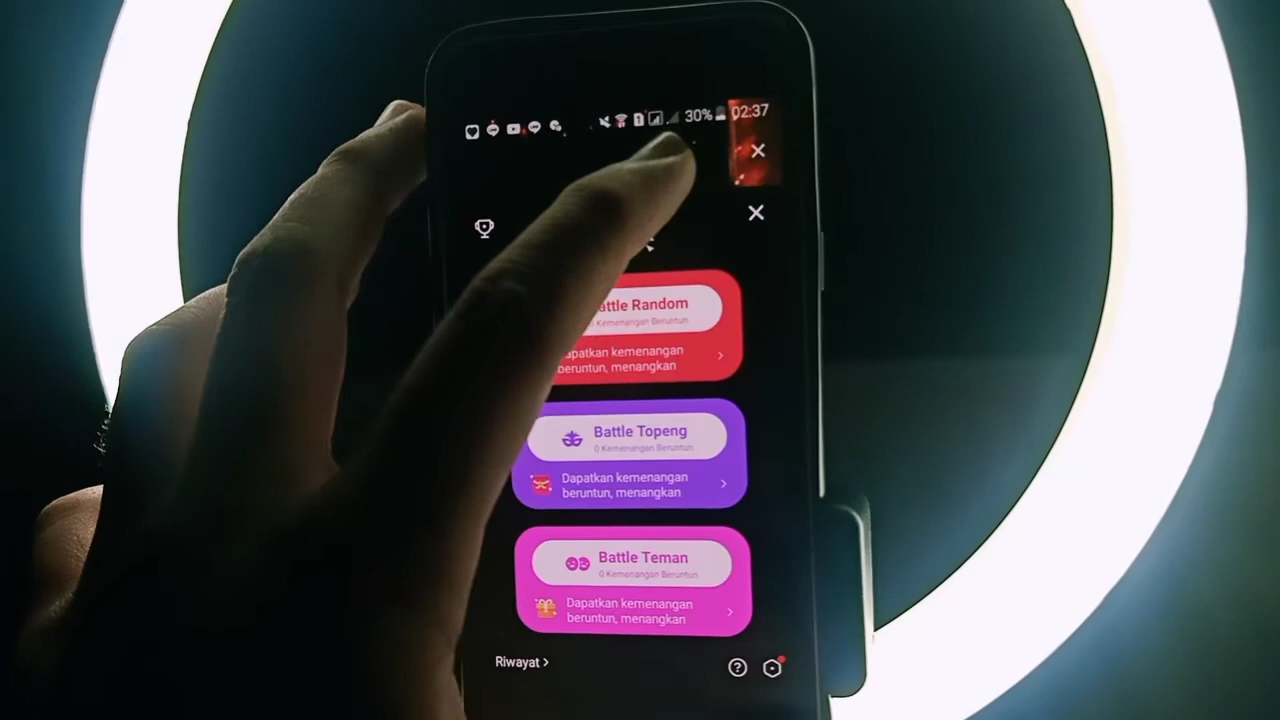 30% 02:37
attle Random
0 Kemenangan Beruntun
apatkan kemenangan
beruntun, menangkan
Battle Topeng
0 Kemenangan Beruntun
Dapatkan kemenangan
beruntun, menangkan
Battle Teman
0 Kemenangan Beruntun
Dapatkan kemenangan
beruntun, menangkan
Riwayat >